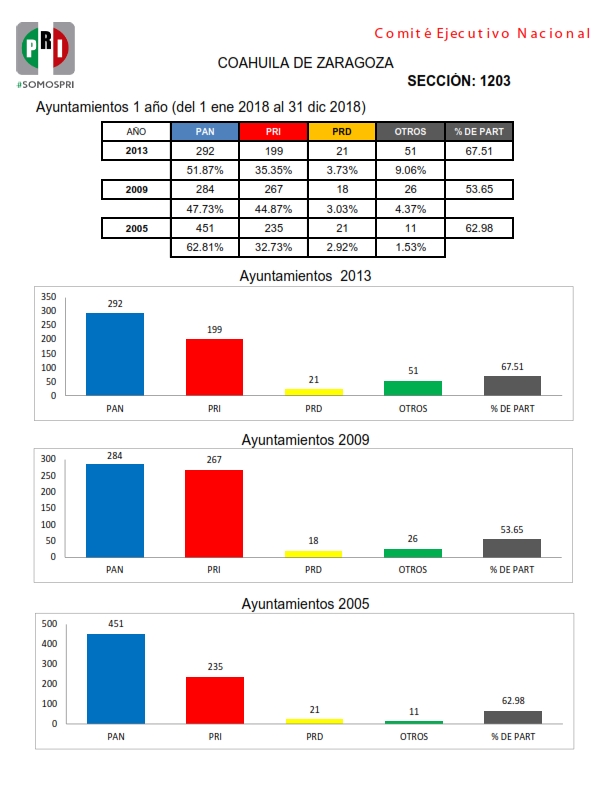 Comité Ejecutivo Nacional
PRI
#SOMOSPRI
COAHUILA DE ZARAGOZA
SECCIÓN: 1203
Ayuntamientos 1 año (del 1 ene 2018 al 31 dic 2018)
AÑO PAN PRI PRD OTROS % DE PART
2013 292 199 21 51 67.51
51.87% 35.35% 3.73% 9.06%
2009 284 267 18 26 53.65
47.73% 44.87% 3.03% 4.37%
2005 451 235 21 11 62.98
62.81% 32.73% 2.92% 1.53%
Ayuntamientos 2013
350
300
250
200
150
100
50
0
292 199 21 51 67.51
PAN PRI PRD OTROS % DE PART
Ayuntamientos 2009
300
250
200
150
100
50
0
284 267 18 26 53.65
PAN PRI PRD OTROS % DE PART
Ayuntamientos 2005
500
400
300
200
100
0
451 235 21 11 62.98
PAN PRI PRD OTROS % DE PART